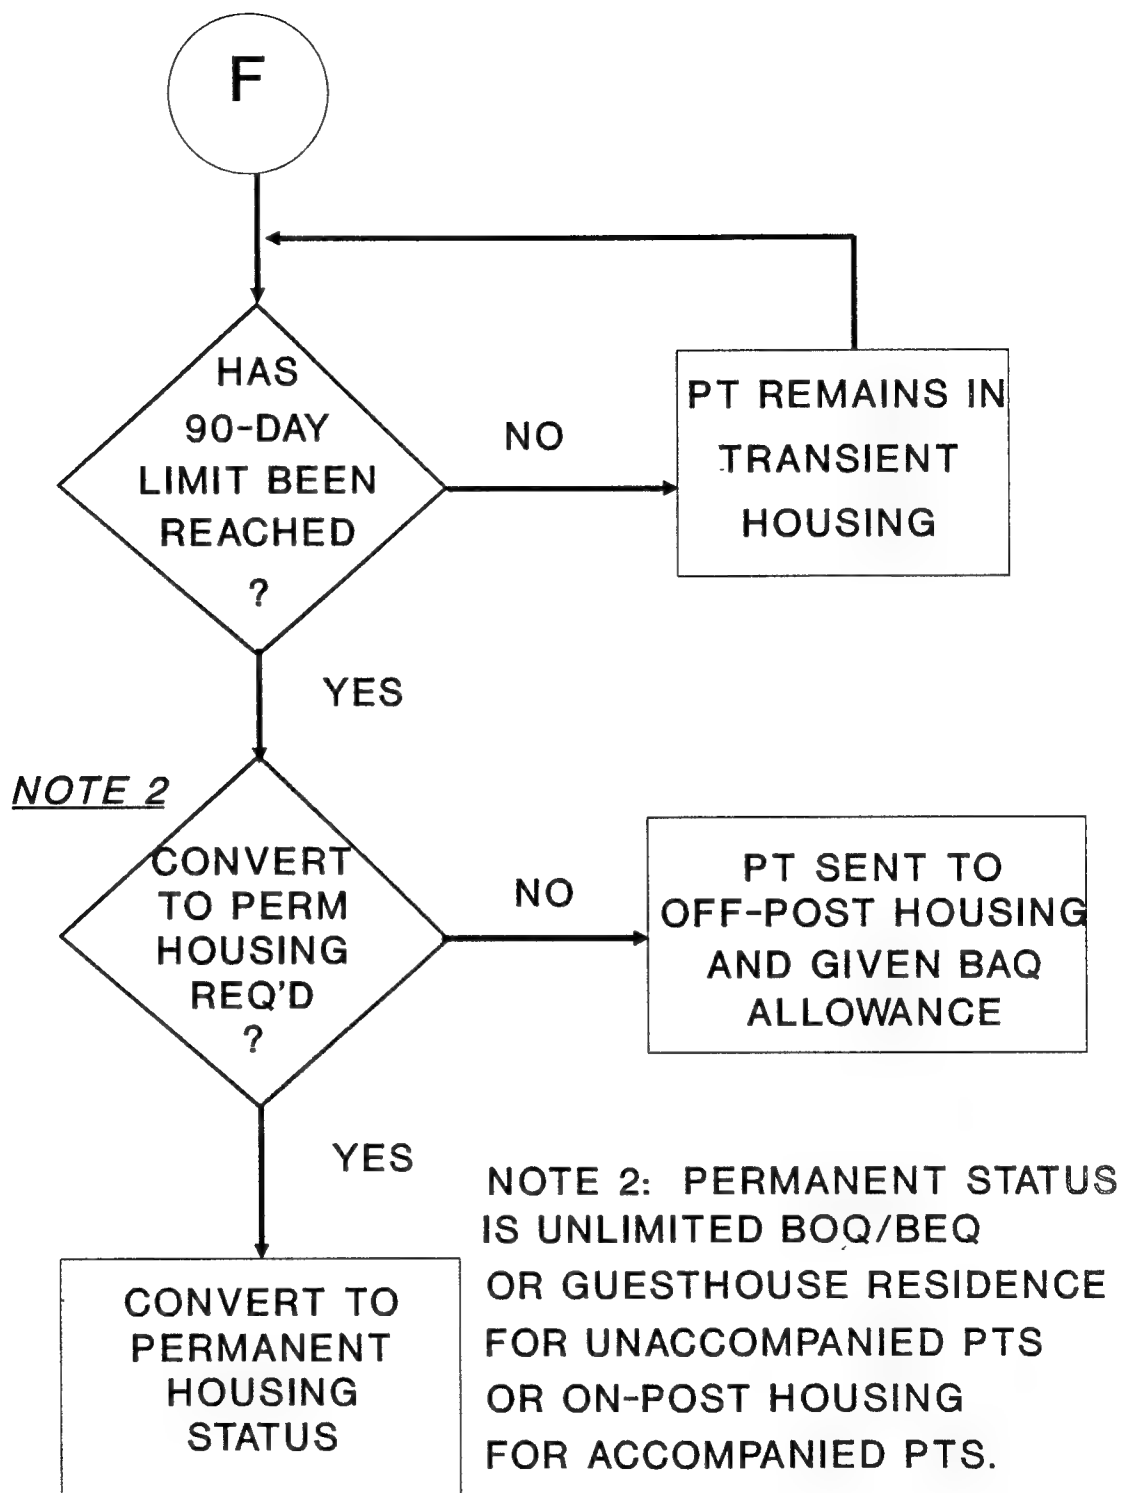 F
HAS
90-DAY
LIMIT BEEN
REACHED
?
NO
PT REMAINS IN
TRANSIENT
HOUSING
YES
NOTE 2
CONVERT
TO PERM
HOUSING
REQ'D
?
NO
PT SENT TO
OFF-POST HOUSING
AND GIVEN BAQ
ALLOWANCE
YES
CONVERT TO
PERMANENT
HOUSING
STATUS
NOTE 2: PERMANENT STATUS
IS UNLIMITED BOQ/BEQ
OR GUESTHOUSE RESIDENCE
FOR UNACCOMPANIED PTS
OR ON-POST HOUSING
FOR ACCOMPANIED PTS.